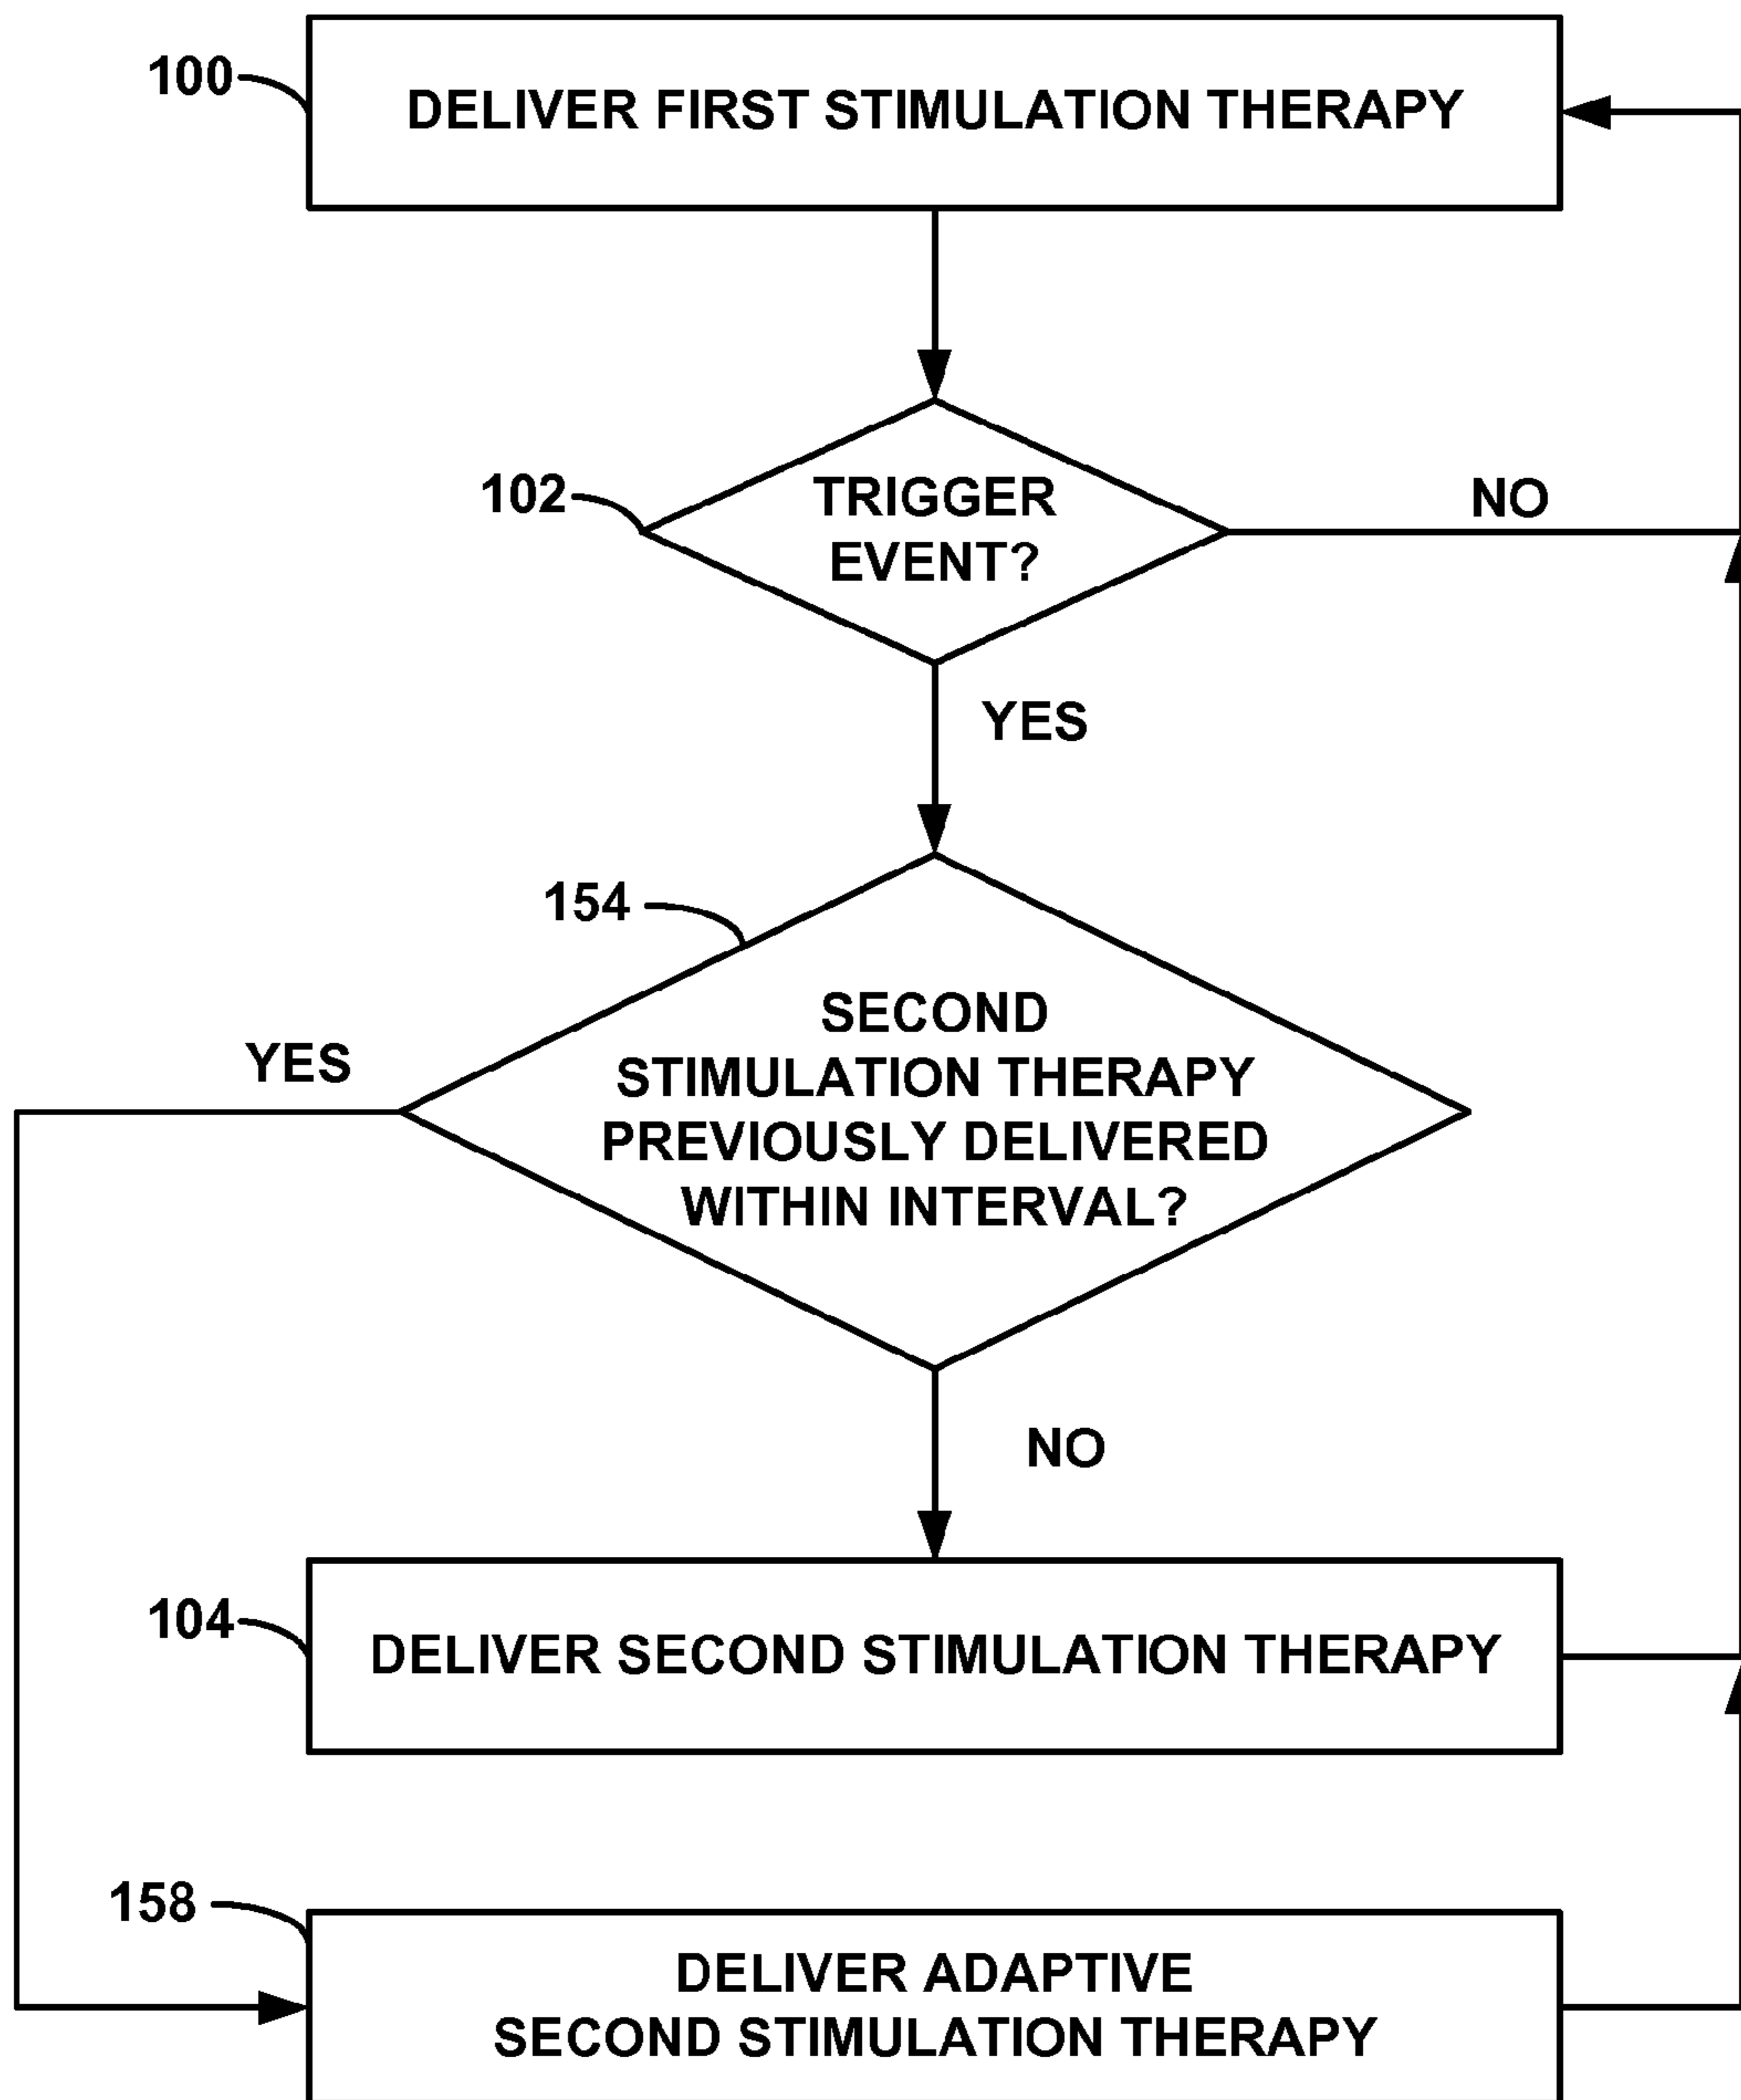 100
DELIVER FIRST STIMULATION THERAPY
102
TRIGGER
EVENT?
NO
YES
154
SECOND
STIMULATION THERAPY
PREVIOUSLY DELIVERED
WITHIN INTERVAL?
YES
NO
104
DELIVER SECOND STIMULATION THERAPY
158
DELIVER ADAPTIVE
SECOND STIMULATION THERAPY